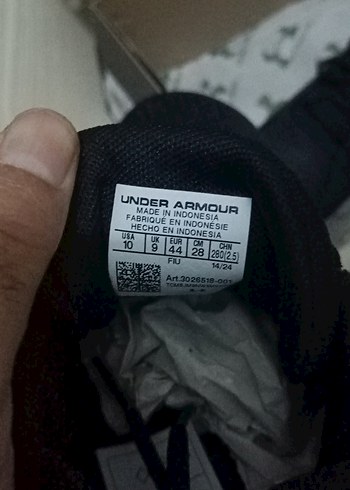 UNDER ARMOUR
MADE IN INDONESIA
FABRIQUÉ EN INDONÉSIE
HECHO EN INDONESIA
USA UK EUR CM CHN
10 9 44 28 280(2.5)
FIU 14/24
Art.3026518-001